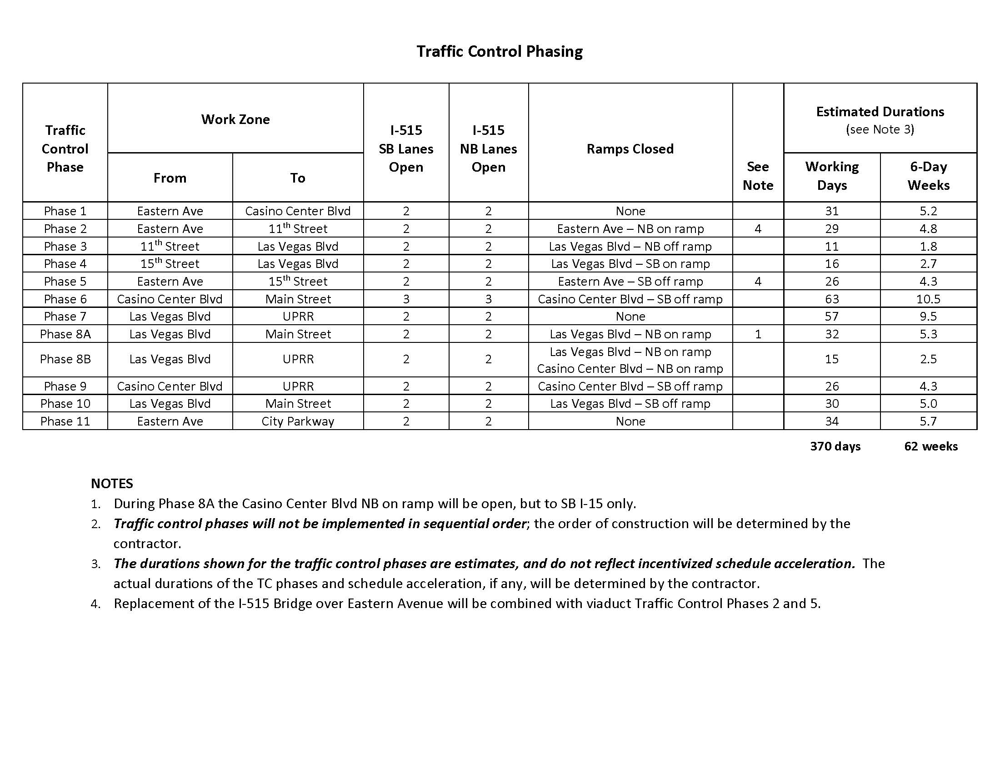 Traffic Control Phasing
Traffic
Control
Phase
Work Zone
From
To
I-515
SB Lanes
Open
I-515
NB Lanes
Open
Ramps Closed
See
Note
Estimated Durations
(see Note 3)
Working
Days
6-Day
Weeks
Phase 1 Eastern Ave Casino Center Blvd 2 2 None 31 5.2
Phase 2 Eastern Ave 11th Street 2 2 Eastern Ave – NB on ramp 4 29 4.8
Phase 3 11th Street Las Vegas Blvd 2 2 Las Vegas Blvd – NB off ramp 11 1.8
Phase 4 15th Street Las Vegas Blvd 2 2 Las Vegas Blvd – SB on ramp 16 2.7
Phase 5 Eastern Ave 15th Street 2 2 Eastern Ave – SB off ramp 4 26 4.3
Phase 6 Casino Center Blvd Main Street 3 3 Casino Center Blvd – SB off ramp 63 10.5
Phase 7 Las Vegas Blvd UPRR 2 2 None 57 9.5
Phase 8A Las Vegas Blvd Main Street 2 2 Las Vegas Blvd – NB on ramp 1 32 5.3
Phase 8B Las Vegas Blvd UPRR 2 2 Las Vegas Blvd – NB on ramp
Casino Center Blvd – NB on ramp 15 2.5
Phase 9 Casino Center Blvd UPRR 2 2 Casino Center Blvd – SB off ramp 26 4.3
Phase 10 Las Vegas Blvd Main Street 2 2 Las Vegas Blvd – SB off ramp 30 5.0
Phase 11 Eastern Ave City Parkway 2 2 None 34 5.7
370 days 62 weeks
NOTES
1. During Phase 8A the Casino Center Blvd NB on ramp will be open, but to SB I-15 only.
2. Traffic control phases will not be implemented in sequential order; the order of construction will be determined by the
contractor.
3. The durations shown for the traffic control phases are estimates, and do not reflect incentivized schedule acceleration. The
actual durations of the TC phases and schedule acceleration, if any, will be determined by the contractor.
4. Replacement of the I-515 Bridge over Eastern Avenue will be combined with viaduct Traffic Control Phases 2 and 5.